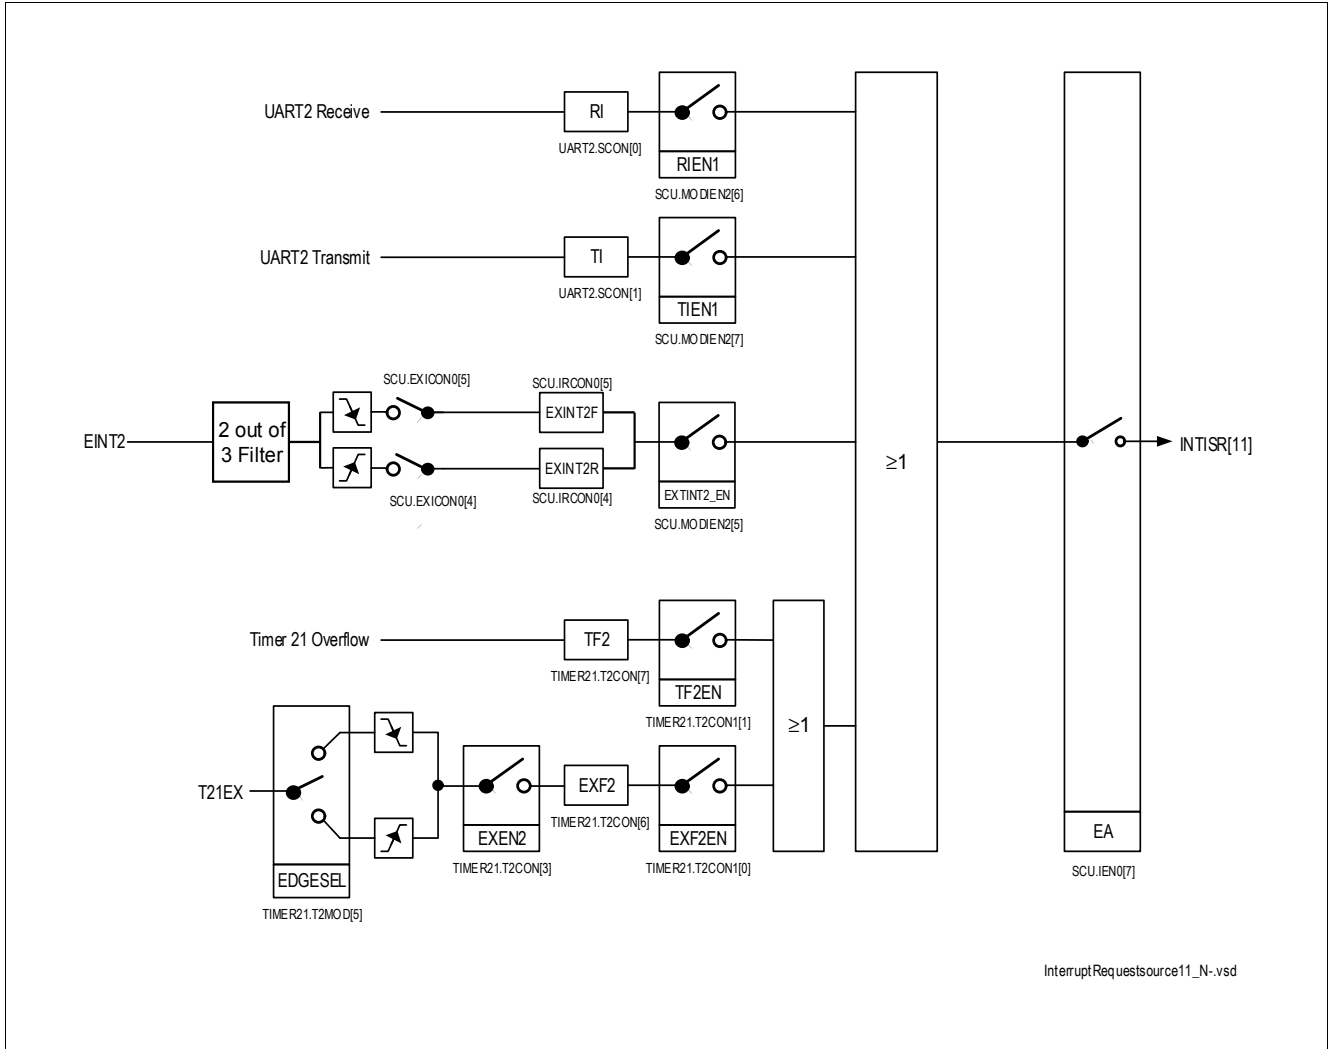 UART2 Receive
RI
UART2.SCON[0]
RIEN1
SCU.MODIEN2[6]
UART2 Transmit
TI
UART2.SCON[1]
TIEN1
SCU.MODIEN2[7]
EINT2
2 out of
3 Filter
SCU.EXICON0[5]
SCU.EXICON0[4]
SCU.IRCON0[5]
EXINT2F
EXINT2R
SCU.IRCON0[4]
EXTINT2_EN
SCU.MODIEN2[5]
≥1
INTISR[11]
Timer 21 Overflow
TF2
TIMER21.T2CON[7]
TF2EN
TIMER21.T2CON1[1]
≥1
T21EX
EDGESEL
TIMER21.T2MOD[5]
EXEN2
TIMER21.T2CON[3]
EXF2
TIMER21.T2CON[6]
EXF2EN
TIMER21.T2CON1[0]
EA
SCU.IEN0[7]
InterruptRequestsource11_N-.vsd